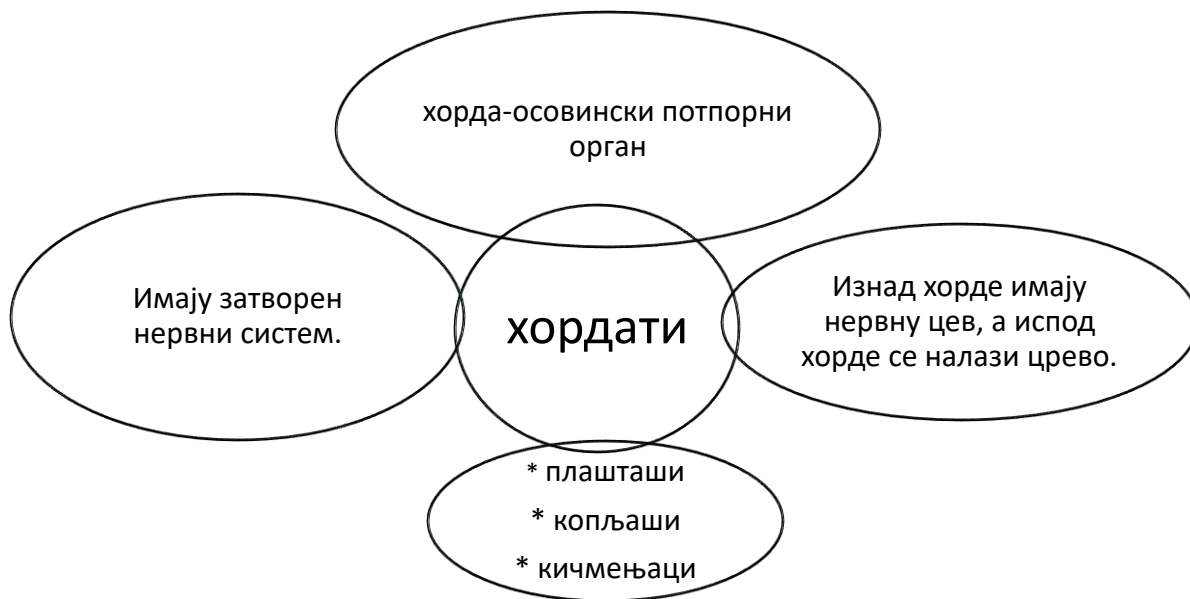 хорда-осовински потпорни
орган
Имају затворен
нервни систем.
хордати
Изнад хорде имају
нервну цев, а испод
хорде се налази црево.
* плашташи
* копљаши
* кичмењаци